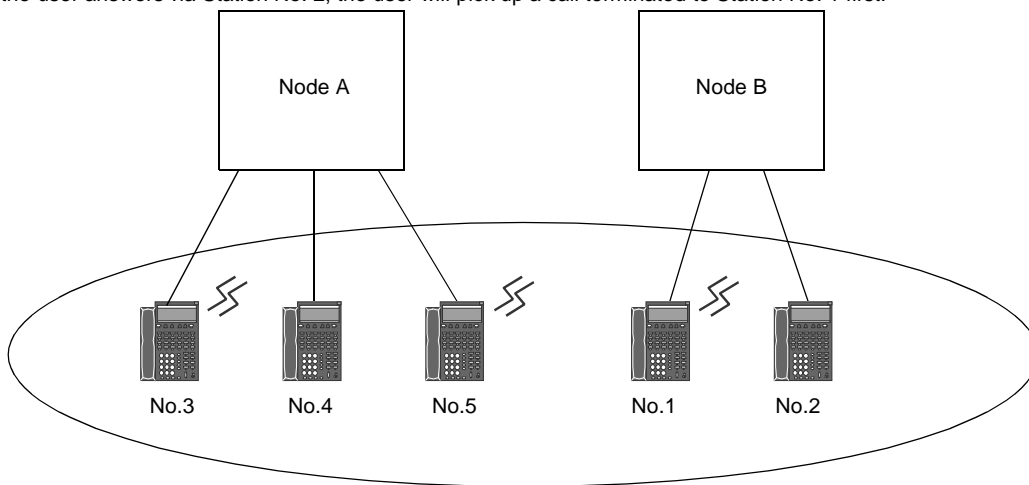 the user answers via Station No. 2, the user will pick up a call terminated to Station No. 1 first.
Node A
Node B
No.3
No.4
No.5
No.1
No.2